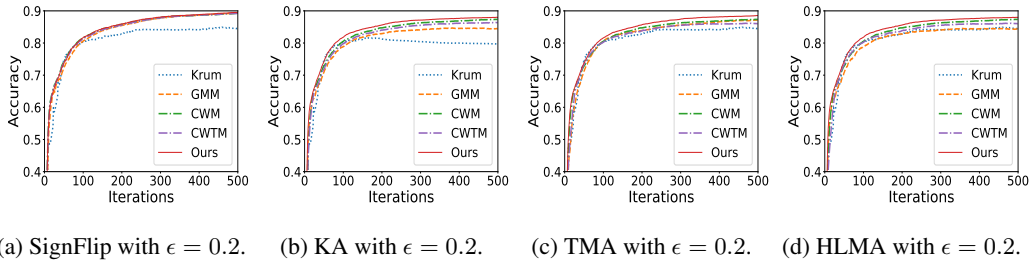 0.9
0.8
0.7
0.6
0.5
0.4
Accuracy
Krum
GMM
CWM
CWTM
Ours
0 100 200 300 400 500
Iterations
0.9
0.8
0.7
0.6
0.5
0.4
Accuracy
Krum
GMM
CWM
CWTM
Ours
0 100 200 300 400 500
Iterations
0.9
0.8
0.7
0.6
0.5
0.4
Accuracy
Krum
GMM
CWM
CWTM
Ours
0 100 200 300 400 500
Iterations
0.9
0.8
0.7
0.6
0.5
0.4
Accuracy
Krum
GMM
CWM
CWTM
Ours
0 100 200 300 400 500
Iterations
(a) SignFlip with ϵ = 0.2.
(b) KA with ϵ = 0.2.
(c) TMA with ϵ = 0.2.
(d) HLMA with ϵ = 0.2.